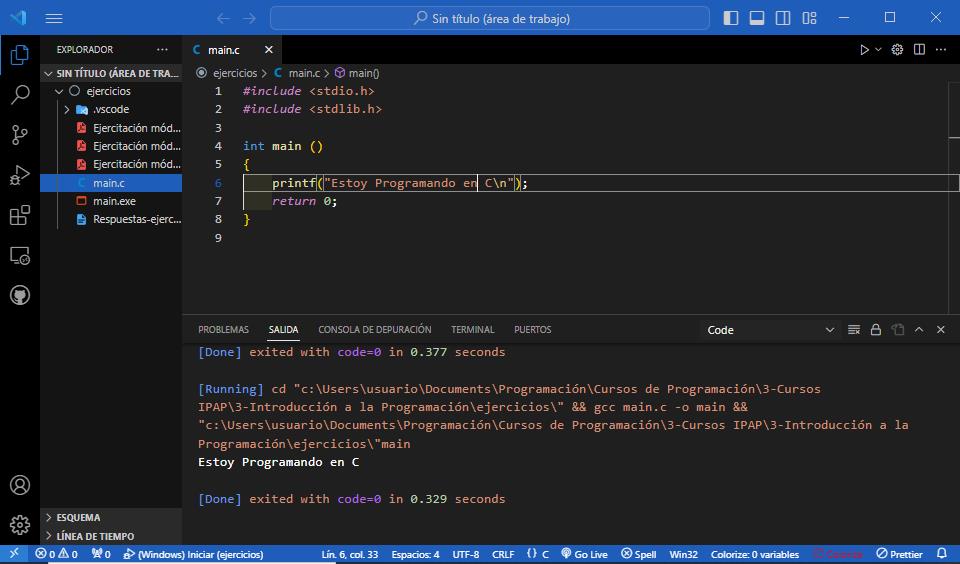 Sin título (área de trabajo)
EXPLORADOR
SIN TÍTULO (ÁREA DE TRA...
ejercicios
.vscode
Ejercitación mód...
Ejercitación mód...
Ejercitación mód...
C main.c
main.exe
Respuestas-ejerc...
ESQUEMA
LÍNEA DE TIEMPO
C main.c
ejercicios > C main.c > main()
1 #include <stdio.h>
2 #include <stdlib.h>
3
4 int main ()
5 {
6 printf("Estoy Programando en C\n");
7 return 0;
8 }
9
PROBLEMAS SALIDA CONSOLA DE DEPURACIÓN TERMINAL PUERTOS Code
[Done] exited with code=0 in 0.377 seconds
[Running] cd "c:\Users\usuario\Documents\Programación\Cursos de Programación\3-Cursos
IPAP\3-Introducción a la Programación\ejercicios\" && gcc main.c -o main &&
"c:\Users\usuario\Documents\Programación\Cursos de Programación\3-Cursos IPAP\3-Introducción a la
Programación\ejercicios\"main
Estoy Programando en C
[Done] exited with code=0 in 0.329 seconds
0 0 0 (Windows) Iniciar (ejercicios) Lín. 6, col. 33 Espacios: 4 UTF-8 CRLF {} C Go Live Spell Win32 Colorize: 0 variables Prettier